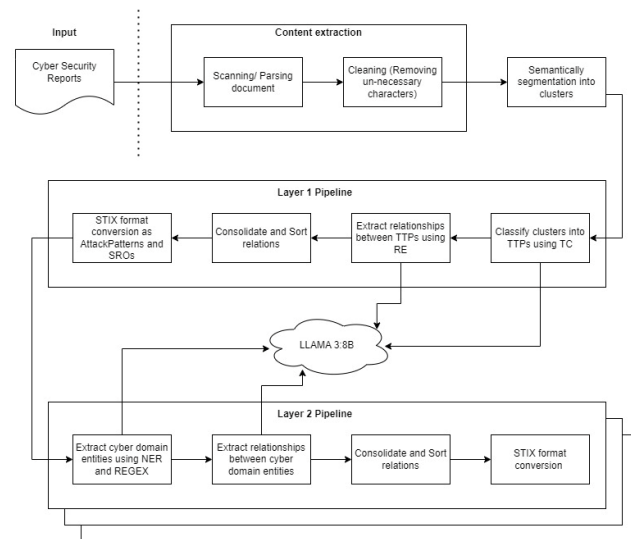 Input
Content extraction
Cyber Security
Reports
Scanning/ Parsing
document
Cleaning (Removing
un-necessary
characters)
Semantically
segmentation into
clusters
Layer 1 Pipeline
STIX format
conversion as
AttackPatterns and
SROs
Consolidate and Sort
relations
Extract relationships
between TTPs using
RE
Classify clusters into
TTPs using TC
LLAMA 3:8B
Layer 2 Pipeline
Extract cyber domain
entities using NER
and REGEX
Extract relationships
between cyber
domain entities
Consolidate and Sort
relations
STIX format
conversion